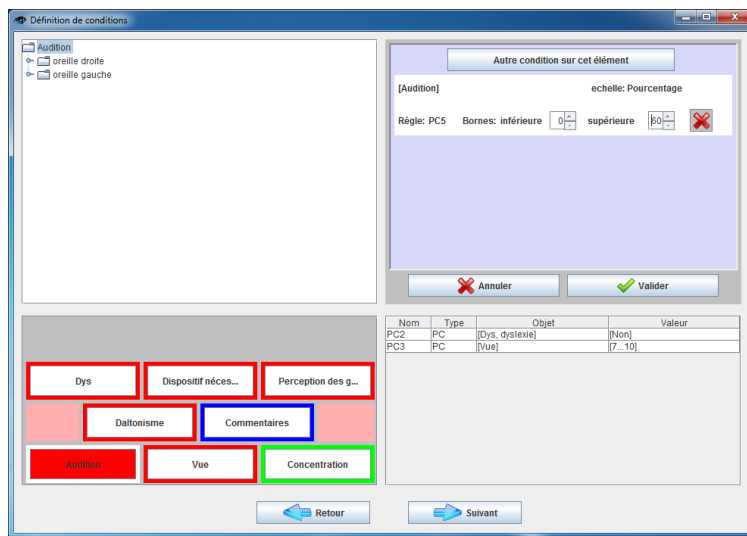 Définition de conditions
Audition
oreille droite
oreille gauche
Autre condition sur cet élément
[Audition] echelle: Pourcentage
Règle: PC5 Bornes: inférieure 0 supérieure 60
Annuler Valider
Dys Dispositif néces... Perception des g...
Daltonisme Commentaires
Audition Vue Concentration
Nom Type Objet Valeur
PC2 PC [Dys, dyslexie] [Non]
PC3 PC [Vue] [7...10]
Retour Suivant